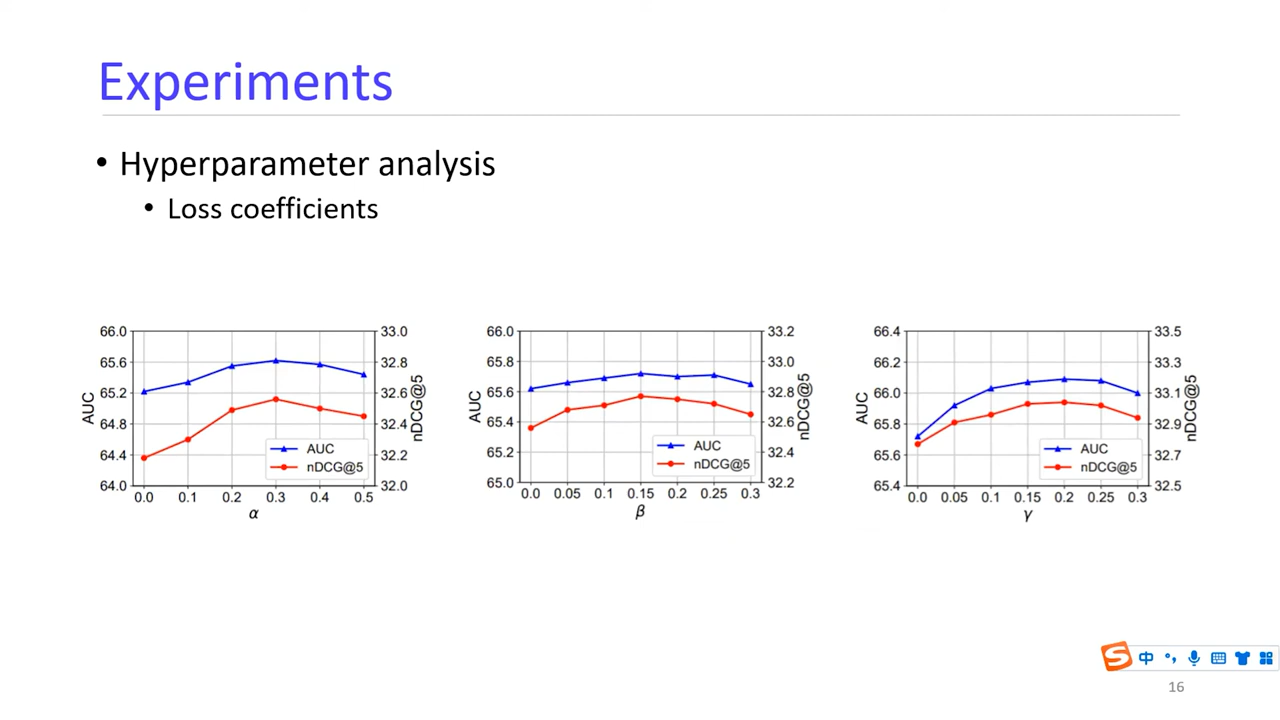 Experiments
• Hyperparameter analysis
• Loss coefficients
66.0
65.6
65.2
64.8
64.4
64.0
AUC
33.0
32.8
32.6
32.4
32.2
32.0
nDCG@5
AUC
nDCG@5
0.0 0.1 0.2 0.3 0.4 0.5
α
66.0
65.8
65.6
65.4
65.2
65.0
AUC
33.2
33.0
32.8
32.6
32.4
32.2
nDCG@5
AUC
nDCG@5
0.0 0.05 0.1 0.15 0.2 0.25 0.3
β
66.4
66.2
66.0
65.8
65.6
65.4
AUC
33.5
33.3
33.1
32.9
32.7
32.5
nDCG@5
AUC
nDCG@5
0.0 0.05 0.1 0.15 0.2 0.25 0.3
γ
S 中
16